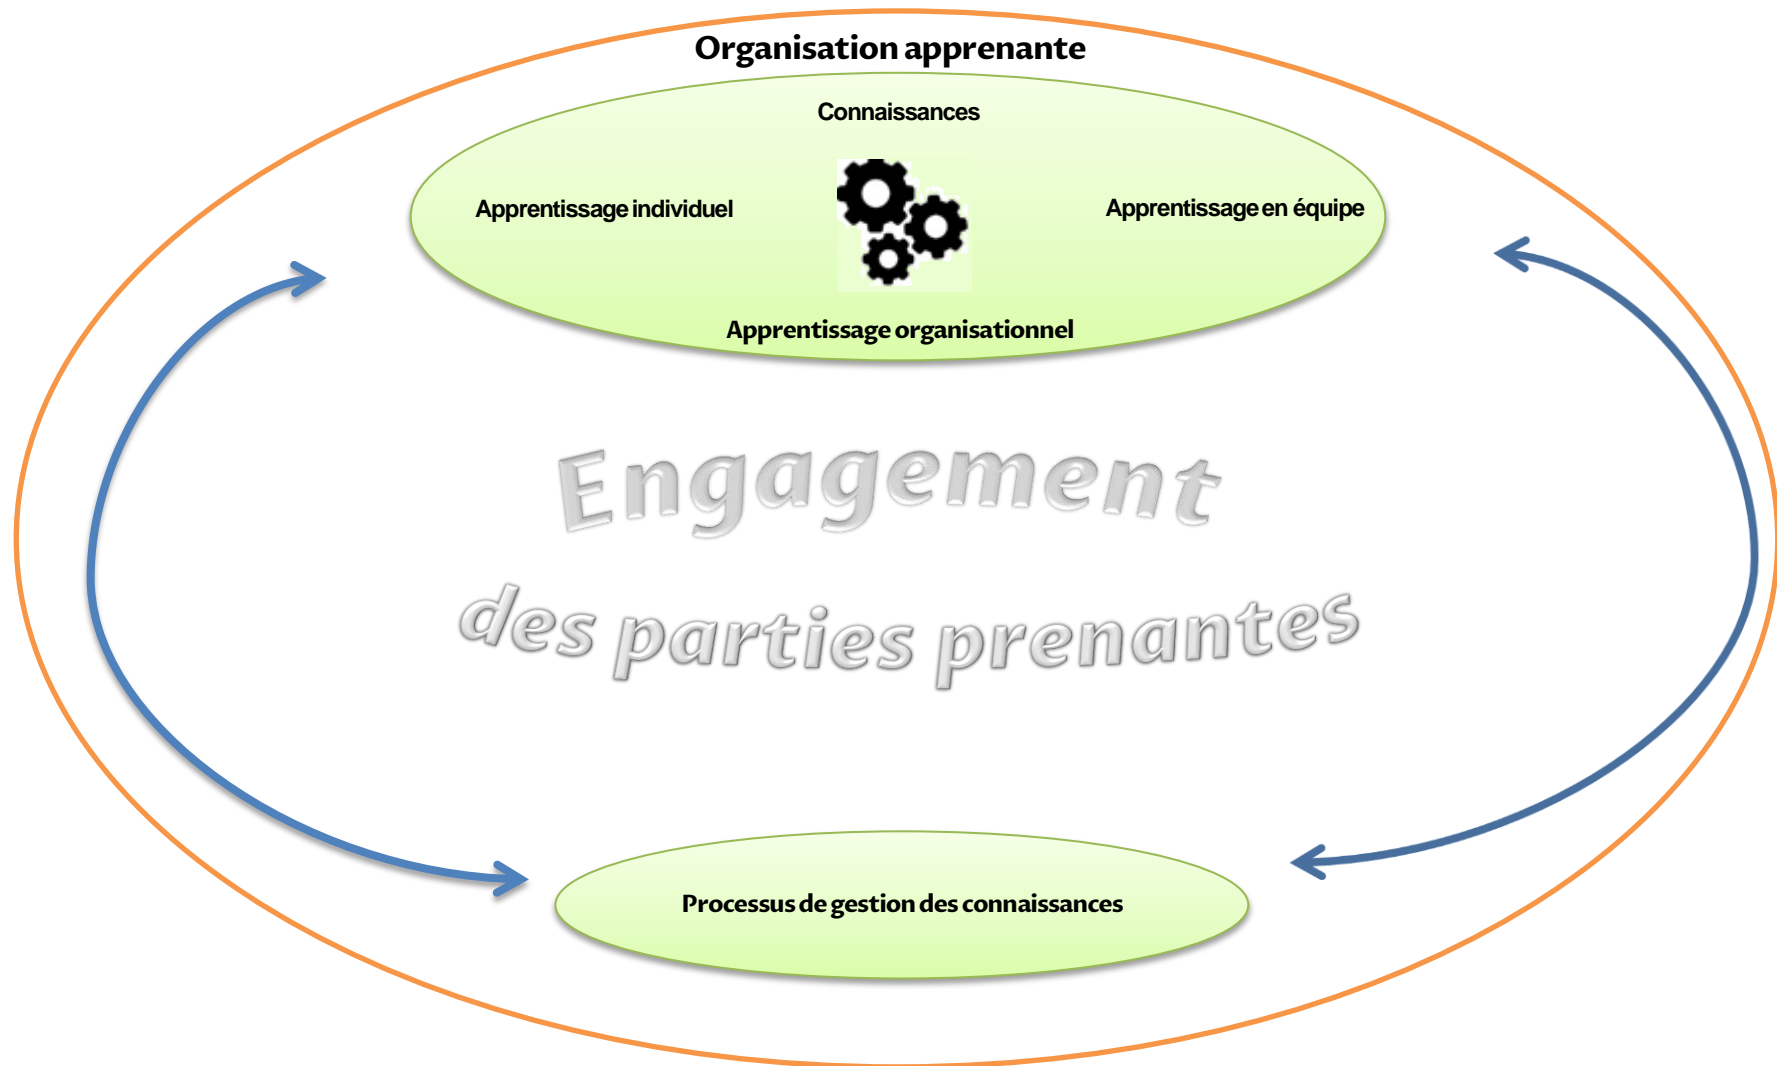 Organisation apprenante
Connaissances
Apprentissage individuel
Apprentissage en équipe
Apprentissage organisationnel
Engagement
des parties prenantes
Processus de gestion des connaissances